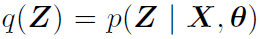 q(Z) = p(Z | X, θ)